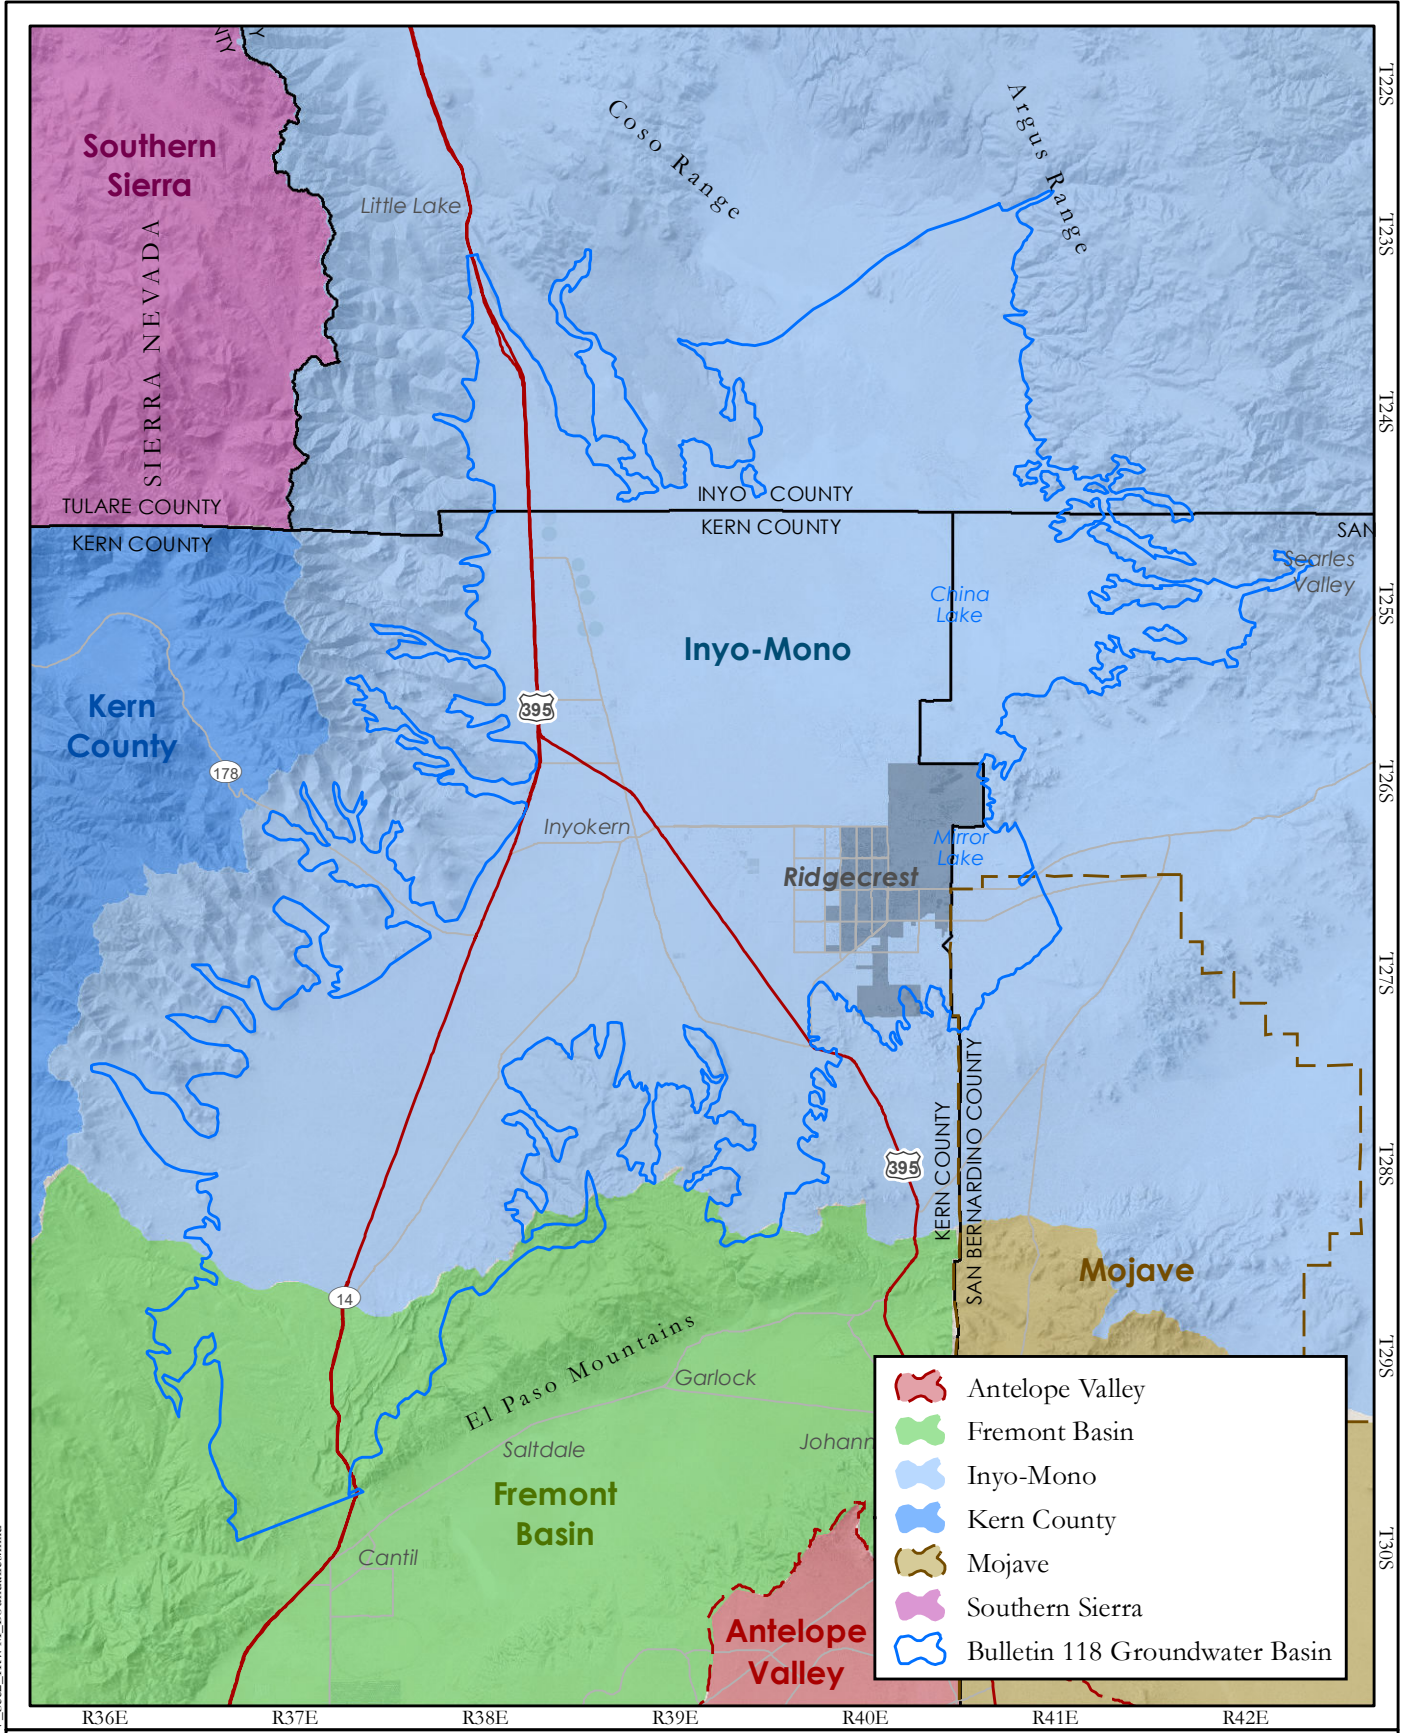 NTY
Y
Southern
Sierra
SIERRA NEVADA
Coso Range
Argus Range
Little Lake
T22S
T23S
T24S
TULARE COUNTY
KERN COUNTY
INYO COUNTY
KERN COUNTY
SAN
Searles
Valley
China
Lake
T25S
Inyo-Mono
Kern
County
395
178
T26S
Inyokern
Mirror
Lake
Ridgecrest
T27S
KERN COUNTY
SAN BERNARDINO COUNTY
395
T28S
Mojave
14
El Paso Mountains
Garlock
T29S
Saltdale
Johann
Fremont
Basin
Cantil
T30S
Antelope
Valley
Antelope Valley
Fremont Basin
Inyo-Mono
Kern County
Mojave
Southern Sierra
Bulletin 118 Groundwater Basin
R36E R37E R38E R39E R40E R41E R42E